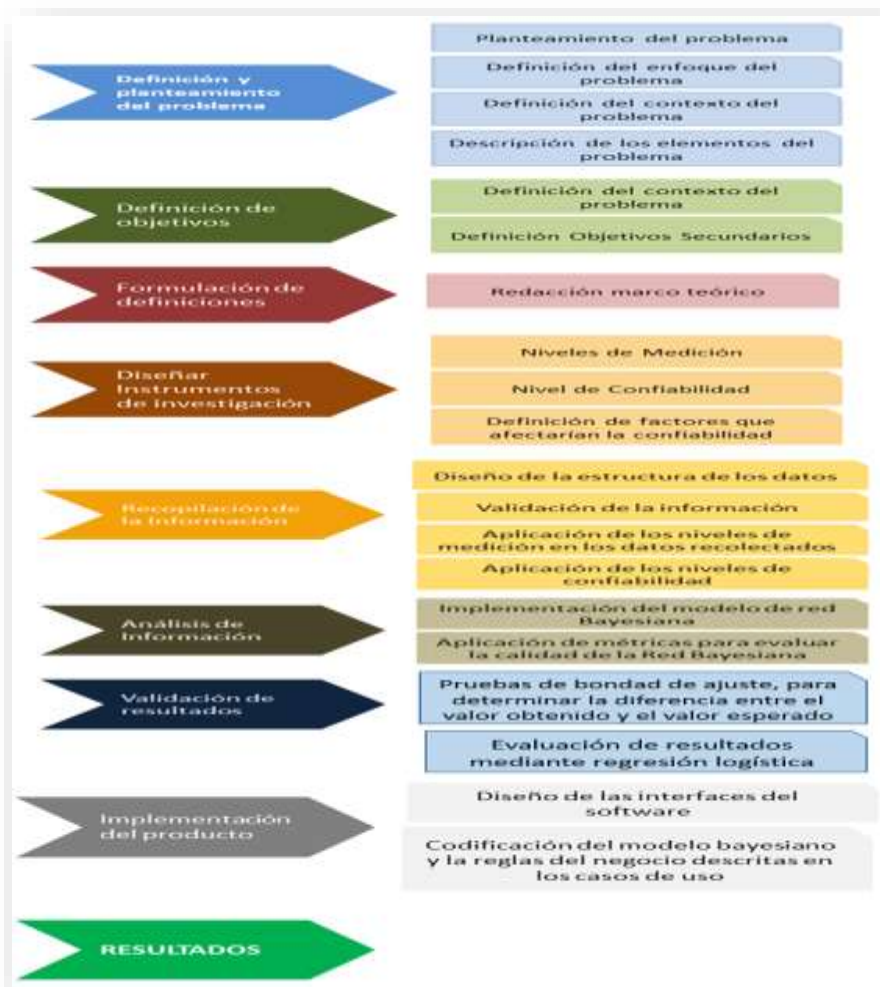 Definición y
planteamiento
del problema
Planteamiento del problema
Definición del enfoque del
problema
Definición del contexto del
problema
Descripción de los elementos del
problema
Definición de
objetivos
Definición del contexto del
problema
Definición Objetivos Secundarios
Formulación de
definiciones
Redacción marco teórico
Diseñar
Instrumentos
de investigación
Niveles de Medición
Nivel de Confiabilidad
Definición de factores que
afectarían la confiabilidad
Recopilación de
la Información
Diseño de la estructura de los datos
Validación de la información
Aplicación de los niveles de
medición en los datos recolectados
Aplicación de los niveles de
confiabilidad
Análisis de
Información
Implementación del modelo de red
Bayesiana
Aplicación de métricas para evaluar
la calidad de la Red Bayesiana
Validación de
resultados
Pruebas de bondad de ajuste, para
determinar la diferencia entre el
valor obtenido y el valor esperado
Evaluación de resultados
mediante regresión logística
Implementación
del producto
Diseño de las interfaces del
software
Codificación del modelo bayesiano
y la reglas del negocio descritas en
los casos de uso
RESULTADOS